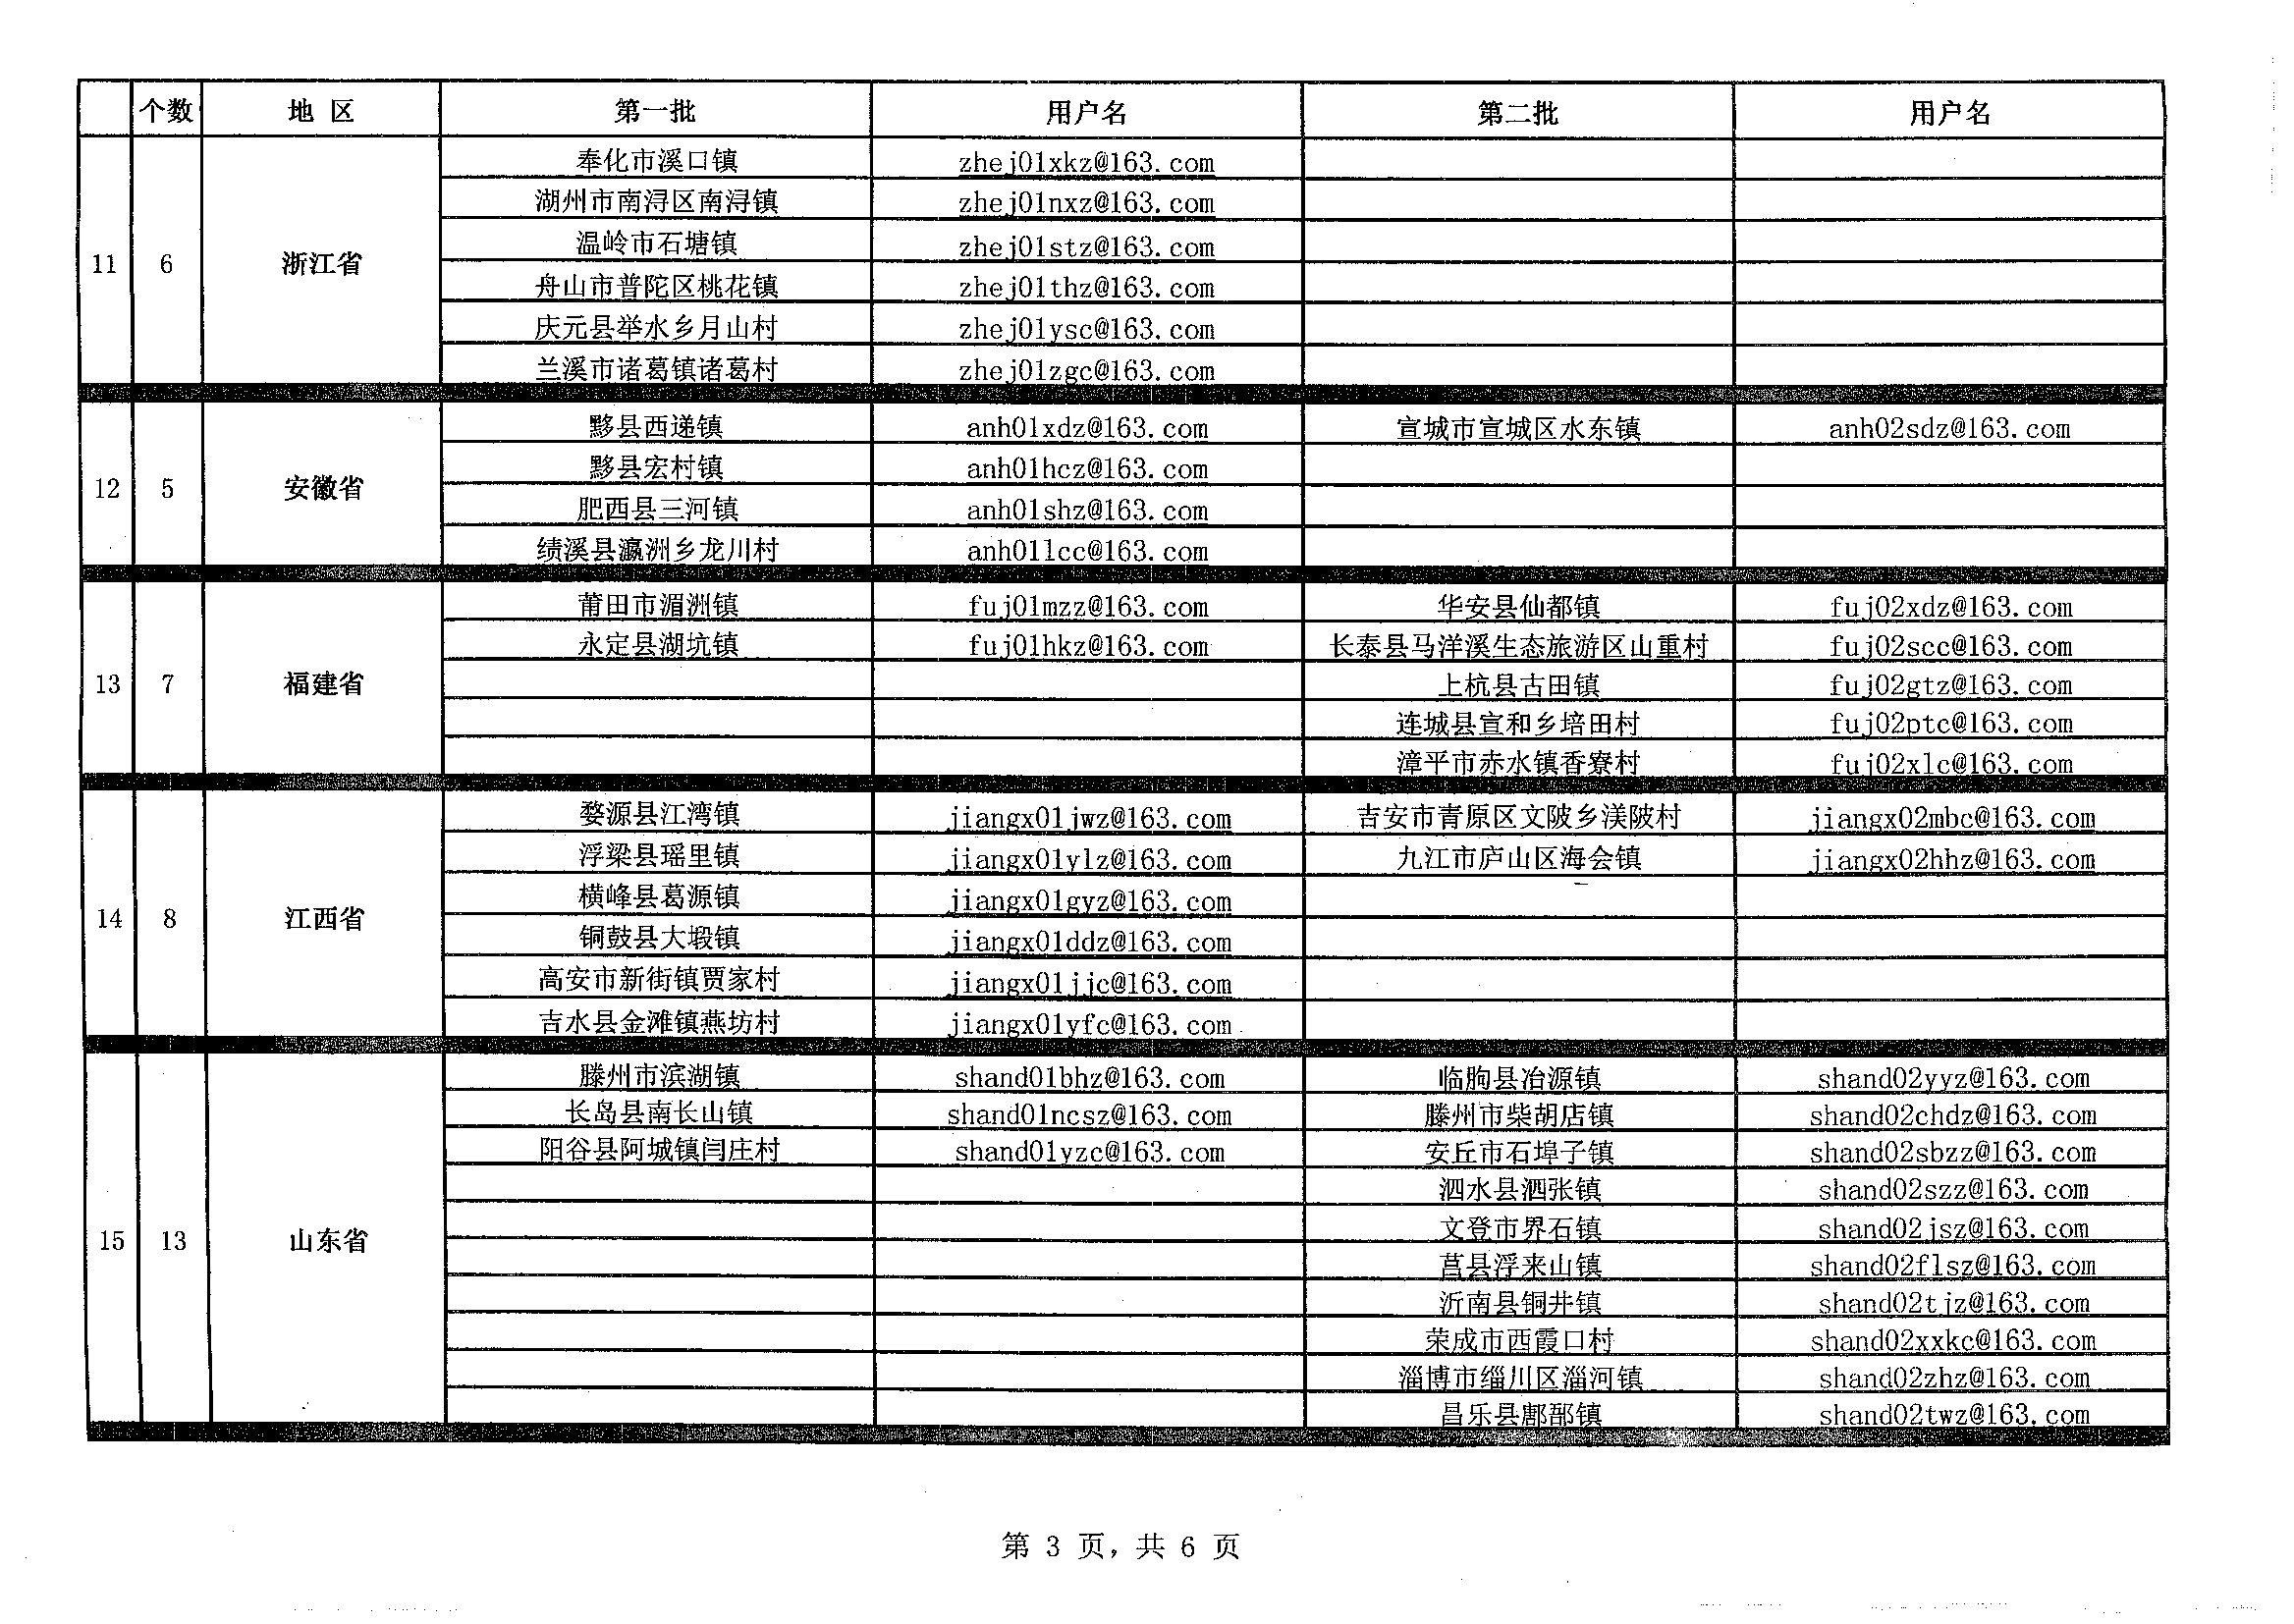 个数 地 区 第一批 用户名 第二批 用户名
奉化市溪口镇 zhej01xkz@163.com
湖州市南浔区南浔镇 zhej01nxz@163.com
温岭市石塘镇 zhej01stz@163.com
11 6 浙江省
舟山市普陀区桃花镇 zhej01thz@163.com
庆元县举水乡月山村 zhej01ysc@163.com
兰溪市诸葛镇诸葛村 zhej01zgc@163.com
黟县西递镇 anh01xdz@163.com 宣城市宣城区水东镇 anh02sdz@163.com
黟县宏村镇 anh01hcz@163.com
12 5 安徽省
肥西县三河镇 anh01shz@163.com
绩溪县瀛洲乡龙川村 anh01lcc@163.com
莆田市湄洲镇 fuj01mzz@163.com 华安县仙都镇 fuj02xdz@163.com
永定县湖坑镇 fuj01hkz@163.com 长泰县马洋溪生态旅游区山重村 fuj02scc@163.com
13 7 福建省 上杭县古田镇 fuj02gtz@163.com
连城县宣和乡培田村 fuj02ptc@163.com
漳平市赤水镇香寮村 fuj02xlc@163.com
婺源县江湾镇 jiangx01jwz@163.com 吉安市青原区文陂乡渼陂村 jiangx02mbc@163.com
浮梁县瑶里镇 jiangx01ylz@163.com 九江市庐山区海会镇 jiangx02hhz@163.com
横峰县葛源镇 jiangx01gyz@163.com
14 8 江西省
铜鼓县大塅镇 jiangx01ddz@163.com
高安市新街镇贾家村 jiangx01jjc@163.com
吉水县金滩镇燕坊村 jiangx01yfc@163.com
滕州市滨湖镇 shand01bhz@163.com 临朐县冶源镇 shand02yyz@163.com
长岛县南长山镇 shand01ncsz@163.com 滕州市柴胡店镇 shand02chdz@163.com
阳谷县阿城镇闫庄村 shand01yzc@163.com 安丘市石埠子镇 shand02sbzz@163.com
泗水县泗张镇 shand02szz@163.com
15 13 山东省 文登市界石镇 shand02jsz@163.com
莒县浮来山镇 shand02flsz@163.com
沂南县铜井镇 shand02tjz@163.com
荣成市西霞口村 shand02xxkc@163.com
淄博市淄川区淄河镇 shand02zhz@163.com
昌乐县鄌郚镇 shand02twz@163.com
第 3 页，共 6 页